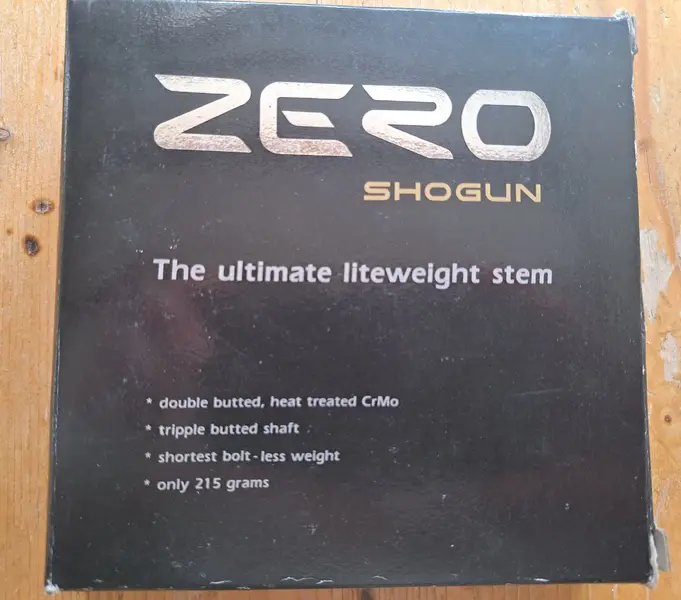 ZERO
SHOGUN
The ultimate liteweight stem
* double butted, heat treated CrMo
* tripple butted shaft
* shortest bolt-less weight
* only 215 grams